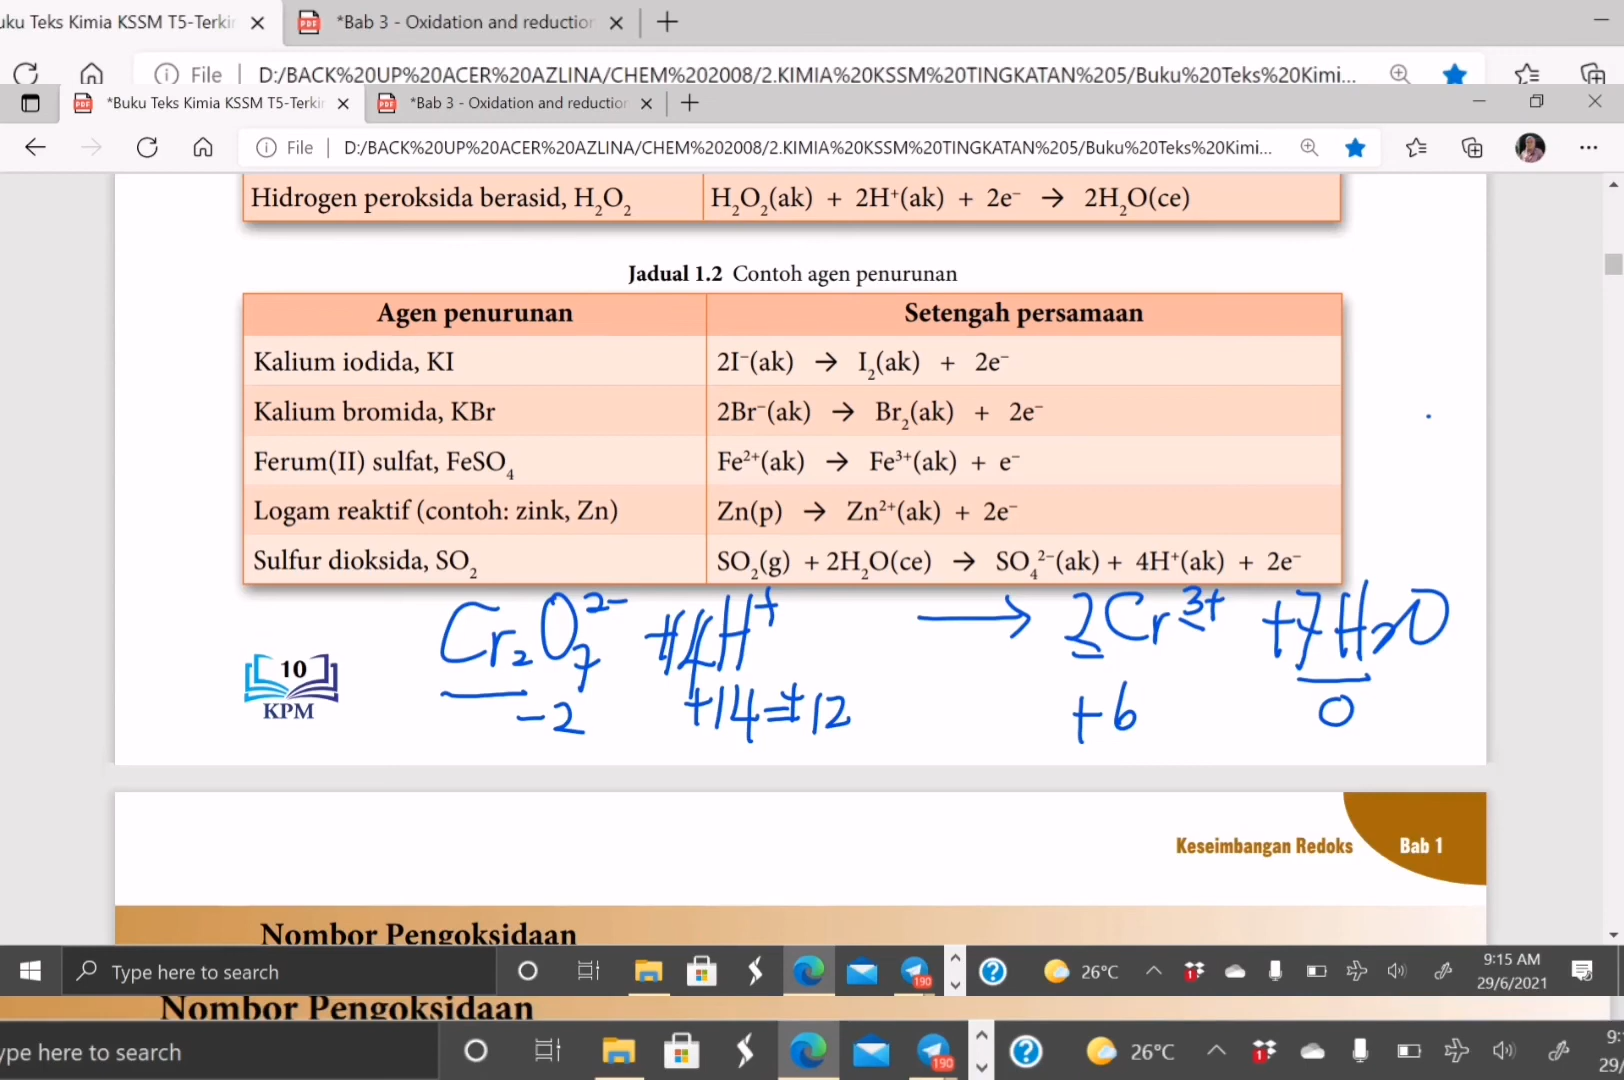 uku Teks Kimia KSSM T5-Terkir
*Bab 3 - Oxidation and reduction
File
D:/BACK%20UP%20ACER%20AZLINA/CHEM%202008/2.KIMIA%20KSSM%20TINGKATAN%205/Buku%20Teks%20Kimi...
*Buku Teks Kimia KSSM T5-Terkir
*Bab 3 - Oxidation and reduction
File
D:/BACK%20UP%20ACER%20AZLINA/CHEM%202008/2.KIMIA%20KSSM%20TINGKATAN%205/Buku%20Teks%20Kimi...
Hidrogen peroksida berasid, H₂O₂ H₂O₂(ak) + 2H⁺(ak) + 2e⁻ → 2H₂O(ce)
Jadual 1.2 Contoh agen penurunan
Agen penurunan Setengah persamaan
Kalium iodida, KI 2I⁻(ak) → I₂(ak) + 2e⁻
Kalium bromida, KBr 2Br⁻(ak) → Br₂(ak) + 2e⁻
Ferum(II) sulfat, FeSO₄ Fe²⁺(ak) → Fe³⁺(ak) + e⁻
Logam reaktif (contoh: zink, Zn) Zn(p) → Zn²⁺(ak) + 2e⁻
Sulfur dioksida, SO₂ SO₂(g) + 2H₂O(ce) → SO₄²⁻(ak) + 4H⁺(ak) + 2e⁻
Cr₂O₇²⁻ +14H⁺ → 2Cr³⁺ +7H₂O
-2 +14=+12 +6 0
10
KPM
Keseimbangan Redoks Bab 1
Nombor Pengoksidaan
Type here to search
190
26°C
1
9:15 AM
29/6/2021
Nombor Pengoksidaan
ype here to search
190
26°C
1
9:
29/